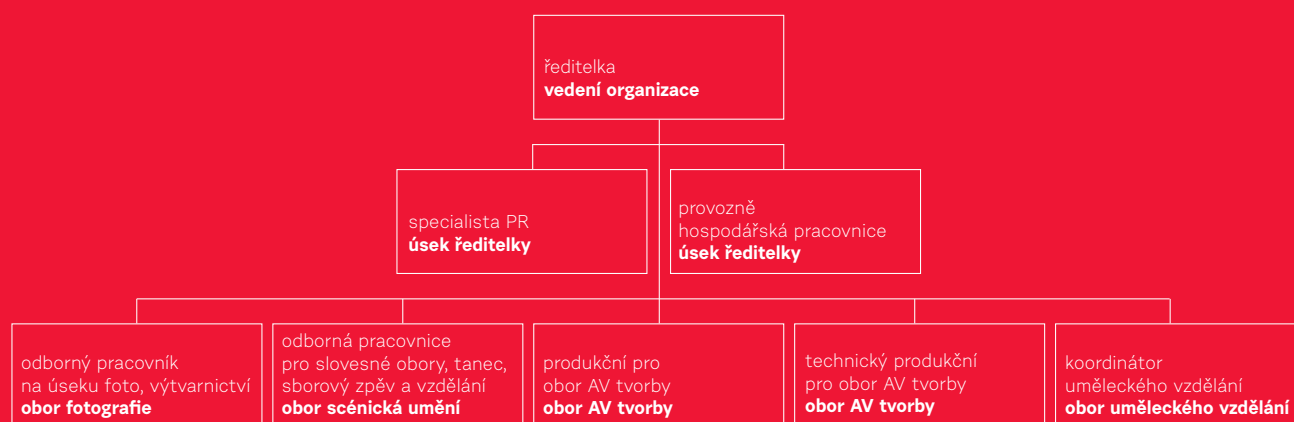 ředitelka
vedení organizace
specialista PR
úsek ředitelky
provozně
hospodářská pracovnice
úsek ředitelky
odborný pracovník
na úseku foto, výtvarnictví
obor fotografie
odborná pracovnice
pro slovesné obory, tanec,
sborový zpěv a vzdělání
obor scénická umění
produkční pro
obor AV tvorby
obor AV tvorby
technický produkční
pro obor AV tvorby
obor AV tvorby
koordinátor
uměleckého vzdělání
obor uměleckého vzdělání